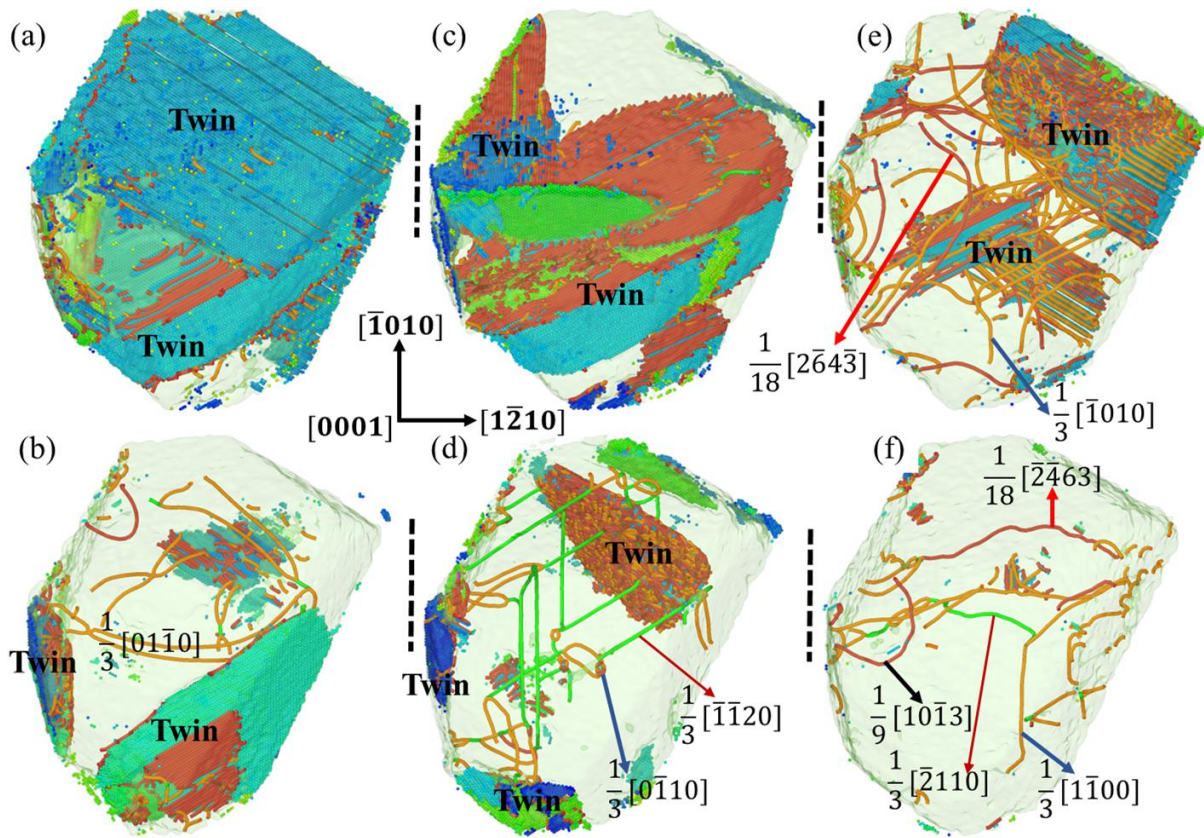 (a)
Twin
Twin
(c)
Twin
Twin
(e)
Twin
Twin
1/18 [26̅43̅]
1/3 [1̅010]
[1̅010]
[0001]
[12̅10]
(b)
1/3 [011̅0]
Twin
Twin
(d)
Twin
Twin
Twin
1/3 [1̅1̅20]
1/3 [01̅10]
(f)
1/18 [2̅4̅63]
1/9 [101̅3]
1/3 [2̅110]
1/3 [11̅00]